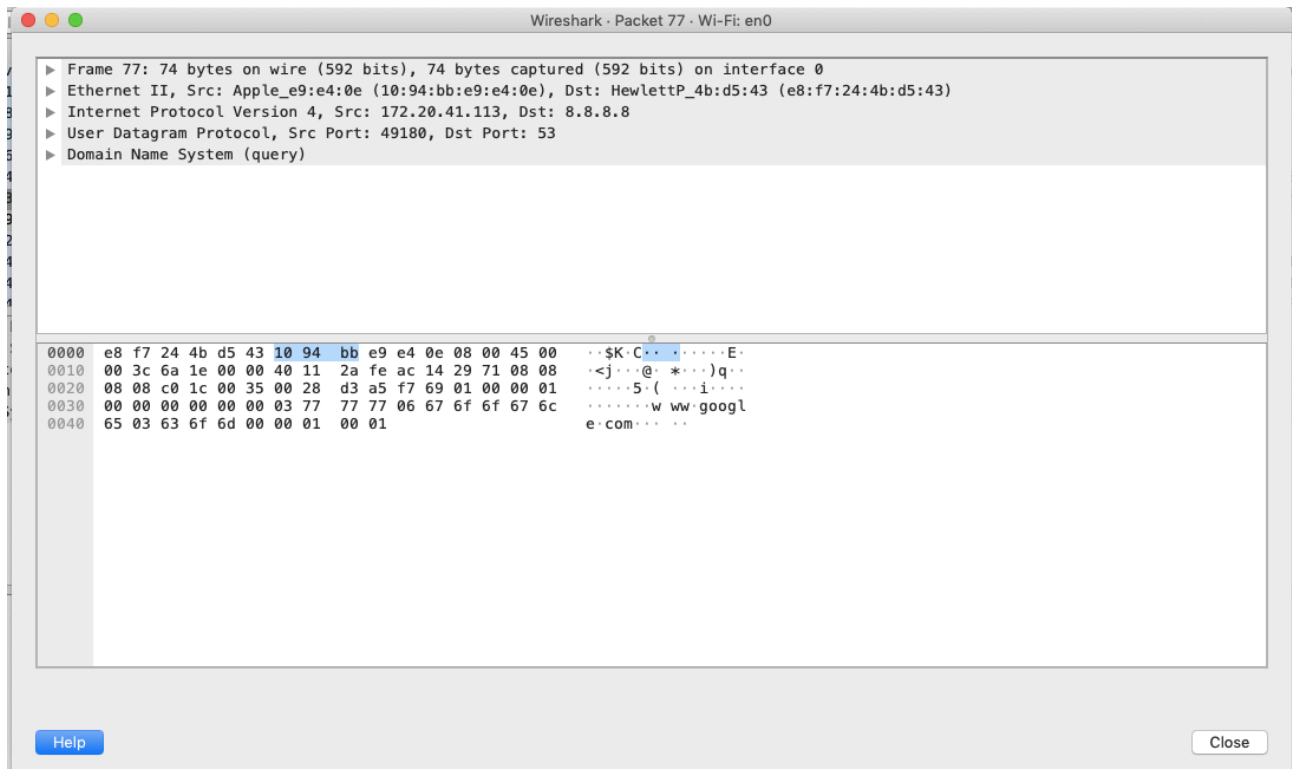 Wireshark · Packet 77 · Wi-Fi: en0
▶ Frame 77: 74 bytes on wire (592 bits), 74 bytes captured (592 bits) on interface 0
▶ Ethernet II, Src: Apple_e9:e4:0e (10:94:bb:e9:e4:0e), Dst: HewlettP_4b:d5:43 (e8:f7:24:4b:d5:43)
▶ Internet Protocol Version 4, Src: 172.20.41.113, Dst: 8.8.8.8
▶ User Datagram Protocol, Src Port: 49180, Dst Port: 53
▶ Domain Name System (query)
0000 e8 f7 24 4b d5 43 10 94 bb e9 e4 0e 08 00 45 00 ··$K·C·· ······E·
0010 00 3c 6a 1e 00 00 40 11 2a fe ac 14 29 71 08 08 ·<j···@· *···)q··
0020 08 08 c0 1c 00 35 00 28 d3 a5 f7 69 01 00 00 01 ·····5·( ···i····
0030 00 00 00 00 00 00 03 77 77 77 06 67 6f 6f 67 6c ·······w ww·googl
0040 65 03 63 6f 6d 00 00 01 00 01 e·com··· ··
Help
Close